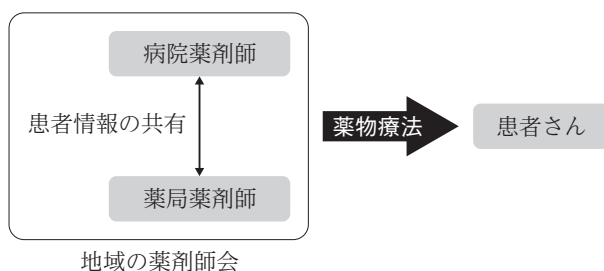 病院薬剤師
患者情報の共有
薬局薬剤師
地域の薬剤師会
薬物療法
患者さん